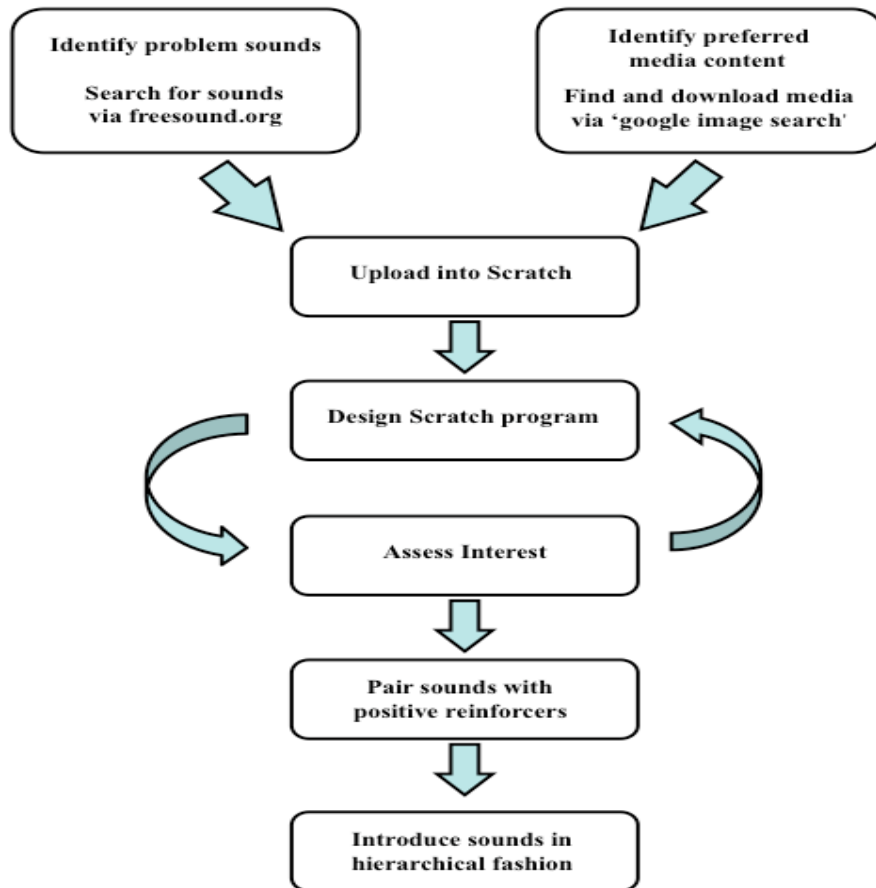 Identify problem sounds
Search for sounds
via freesound.org
Identify preferred
media content
Find and download media
via ‘google image search'
Upload into Scratch
Design Scratch program
Assess Interest
Pair sounds with
positive reinforcers
Introduce sounds in
hierarchical fashion